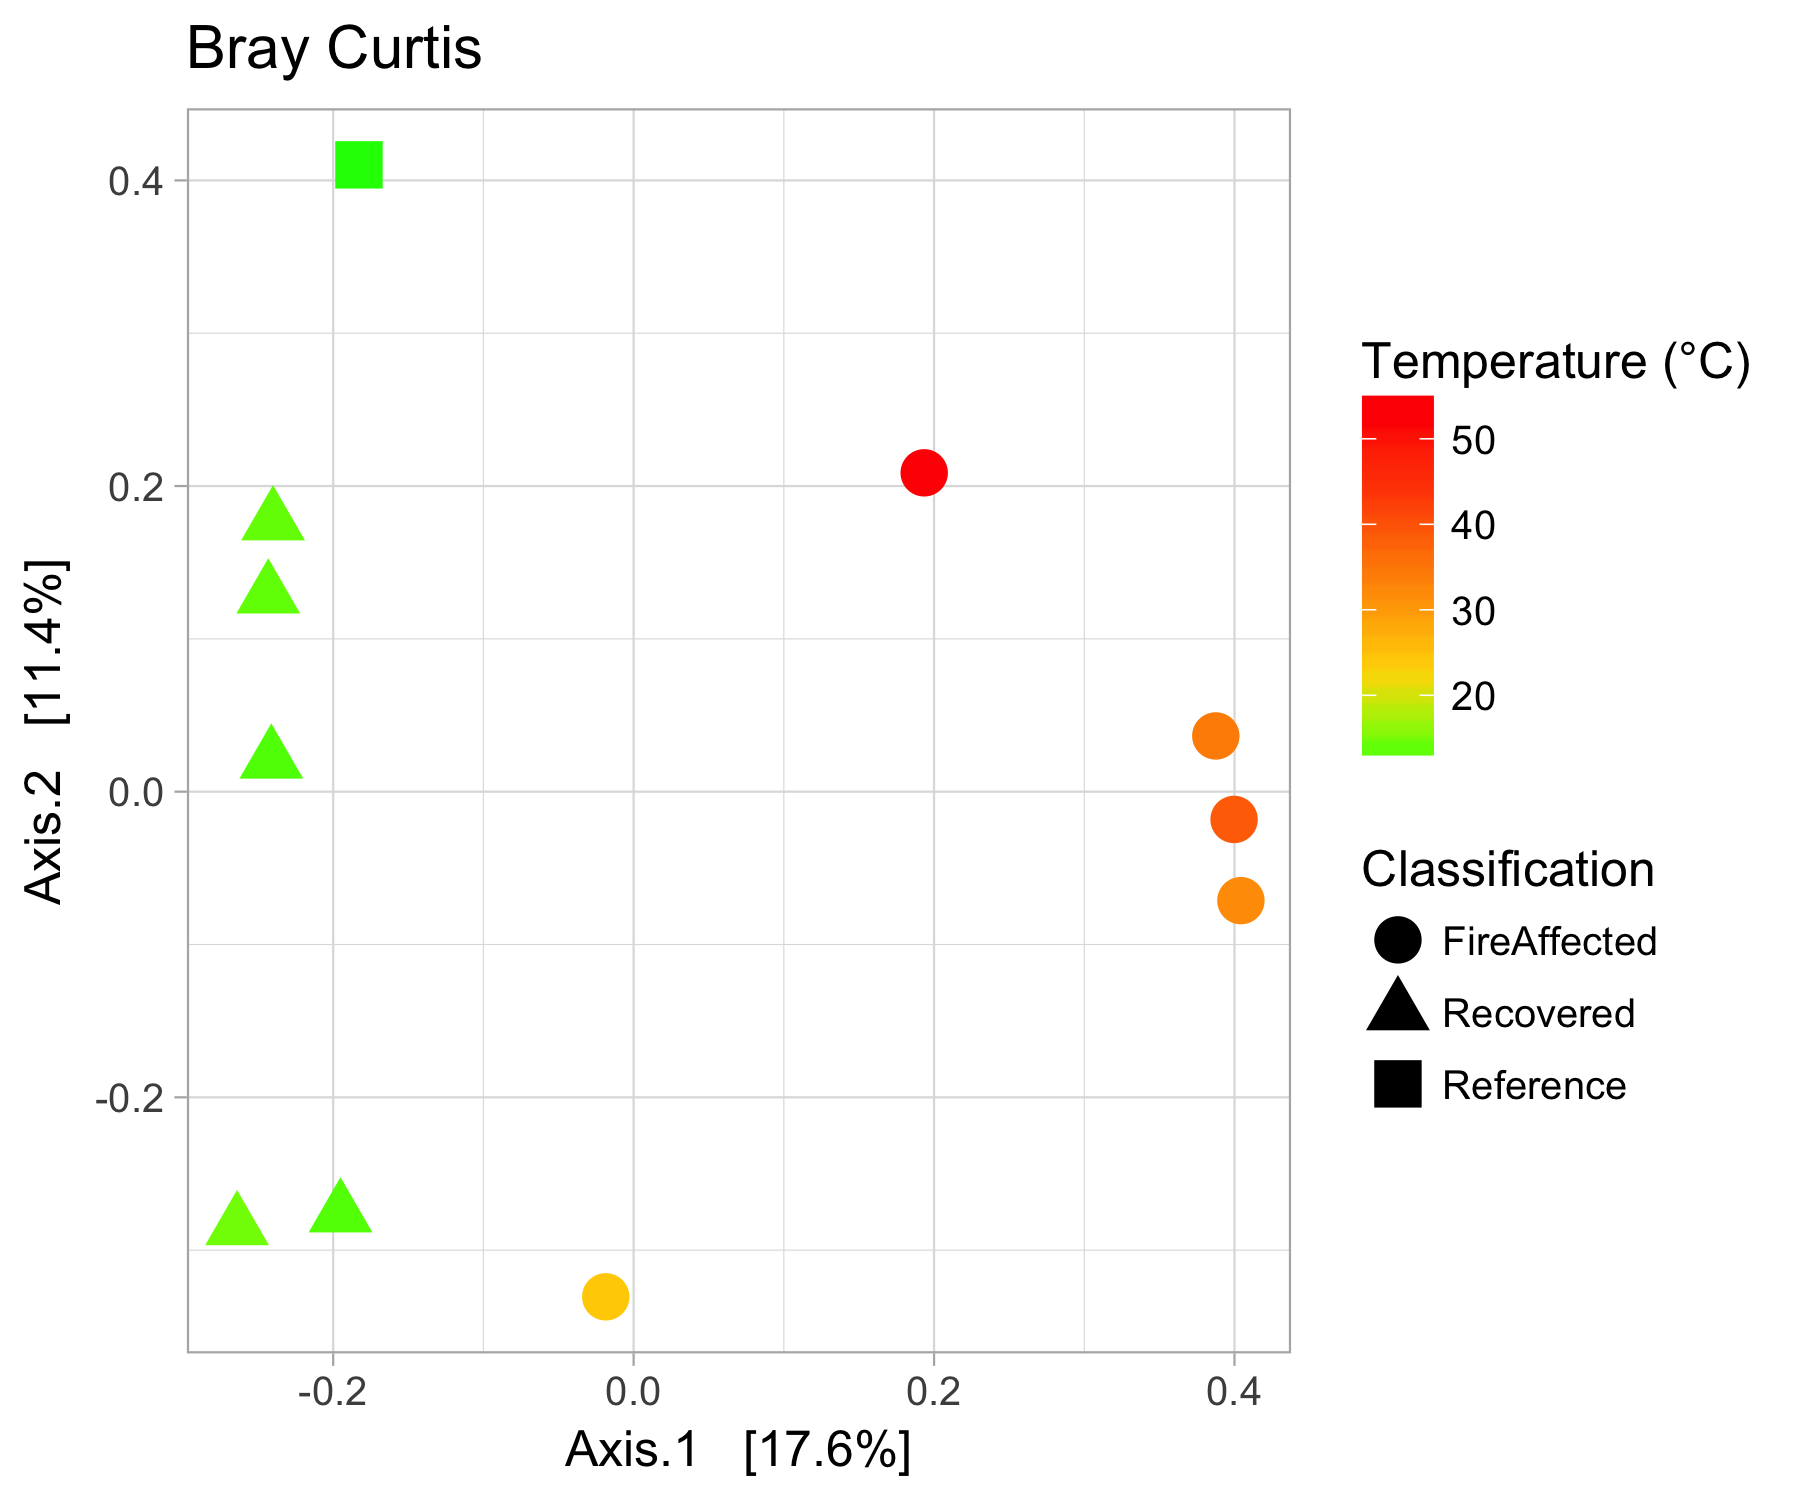 Bray Curtis
0.4
0.2
0.0
-0.2
Axis.2 [11.4%]
-0.2 0.0 0.2 0.4
Axis.1 [17.6%]
Temperature (°C)
50
40
30
20
Classification
FireAffected
Recovered
Reference